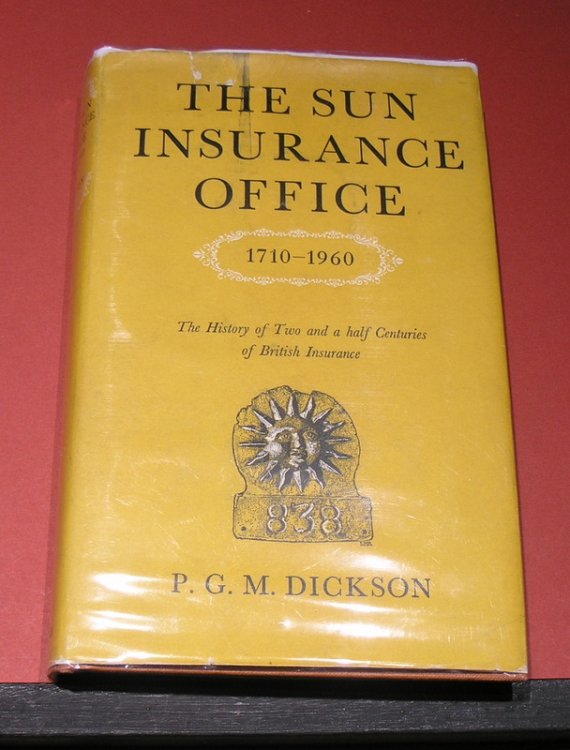 THE SUN
INSURANCE
OFFICE
1710–1960
The History of Two and a half Centuries
of British Insurance
838
P. G. M. DICKSON